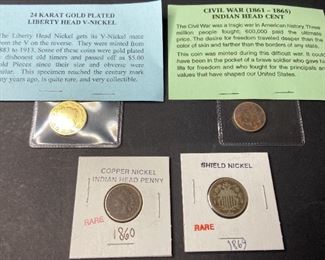 24 KARAT GOLD PLATED
LIBERTY HEAD V-NICKEL
The Liberty Head Nickel gets its V-Nickel name
from the V on the reverse. They were minted from
1883 to 1913. Some of these coins were gold plated
by dishonest old timers and passed off as $5.00
Gold Pieces since their size and obverse were
similar. This specimen reached the century mark
many years ago, is quite rare, and very collectible.
CIVIL WAR (1861 – 1865)
INDIAN HEAD CENT
The Civil War was a tragic war in American History. Three
million people fought; 600,000 paid the ultimate
price. The desire for freedom traveled deeper than the
color of skin and farther than the borders of any state.
This coin was minted during this difficult war. It could
have been in the pocket of a brave soldier who gave his
life for freedom and who fought for the principals and
values that have shaped our United States.
COPPER NICKEL
INDIAN HEAD PENNY
RARE
1860
SHIELD NICKEL
RARE
1869